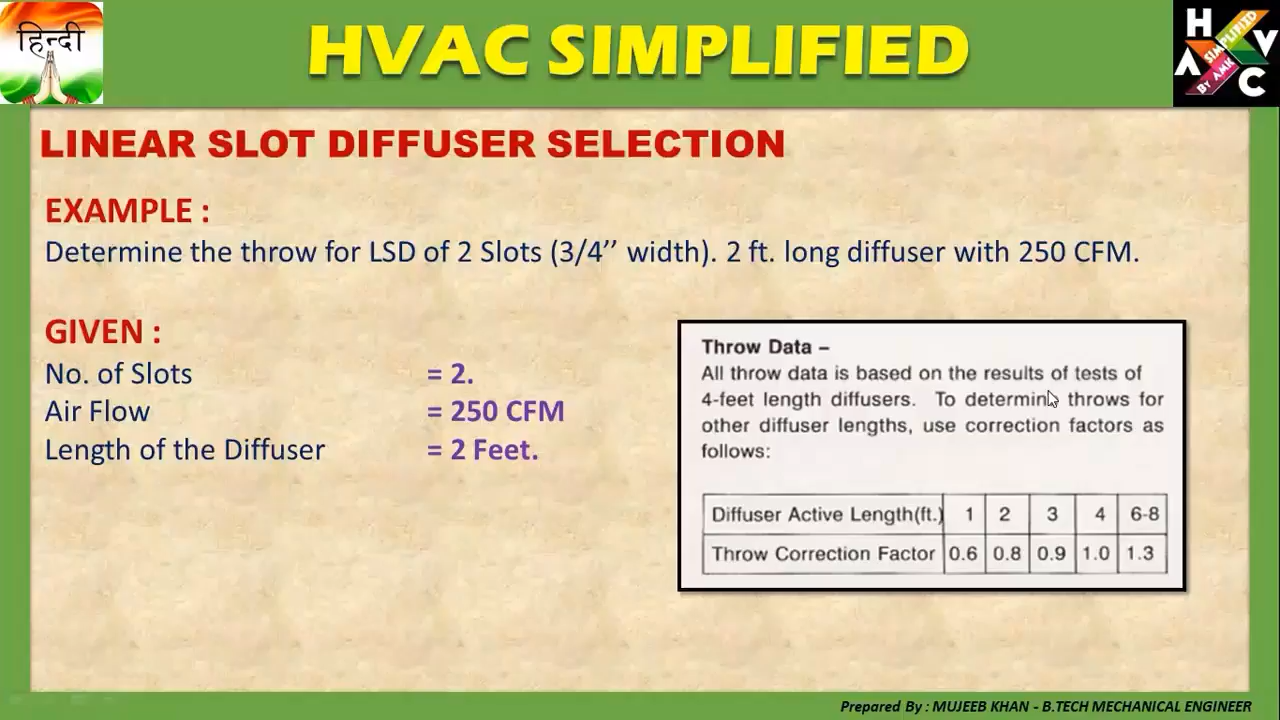 हिन्दी
HVAC SIMPLIFIED
H V A C
SIMPLIFIED
BY AMK
LINEAR SLOT DIFFUSER SELECTION
EXAMPLE :
Determine the throw for LSD of 2 Slots (3/4’’ width). 2 ft. long diffuser with 250 CFM.
GIVEN :
No. of Slots = 2.
Air Flow = 250 CFM
Length of the Diffuser = 2 Feet.
Throw Data –
All throw data is based on the results of tests of
4-feet length diffusers. To determine throws for
other diffuser lengths, use correction factors as
follows:
Diffuser Active Length(ft.) 1 2 3 4 6-8
Throw Correction Factor 0.6 0.8 0.9 1.0 1.3
Prepared By : MUJEEB KHAN - B.TECH MECHANICAL ENGINEER